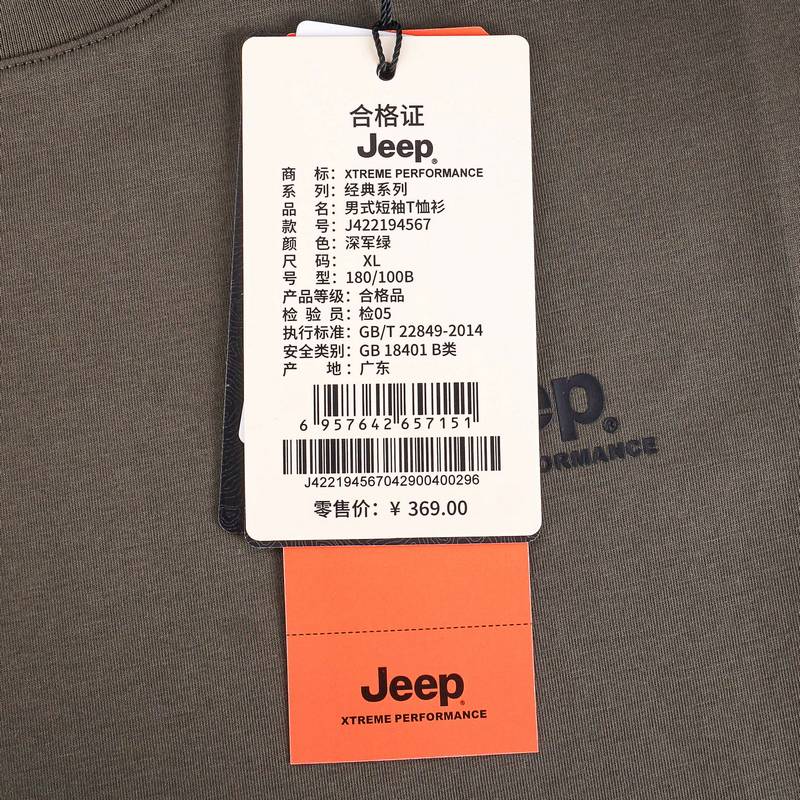 合格证
Jeep®
商 标：XTREME PERFORMANCE
系 列：经典系列
品 名：男式短袖T恤衫
款 号：J422194567
颜 色：深军绿
尺 码： XL
号 型：180/100B
产品等级：合格品
检 验 员：检05
执行标准：GB/T 22849-2014
安全类别：GB 18401 B类
产 地：广东
6 957642 657151
J422194567042900400296
零售价：¥ 369.00
ep®
ORMANCE
Jeep®
XTREME PERFORMANCE